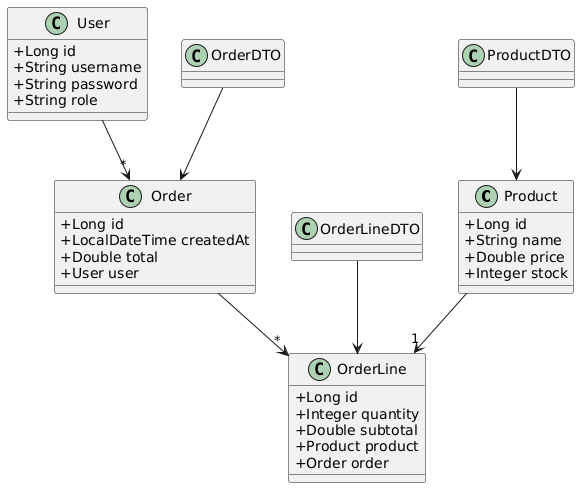 C User
+Long id
+String username
+String password
+String role
C OrderDTO
C ProductDTO
*
C Order
+Long id
+LocalDateTime createdAt
+Double total
+User user
C OrderLineDTO
C Product
+Long id
+String name
+Double price
+Integer stock
*
1
C OrderLine
+Long id
+Integer quantity
+Double subtotal
+Product product
+Order order